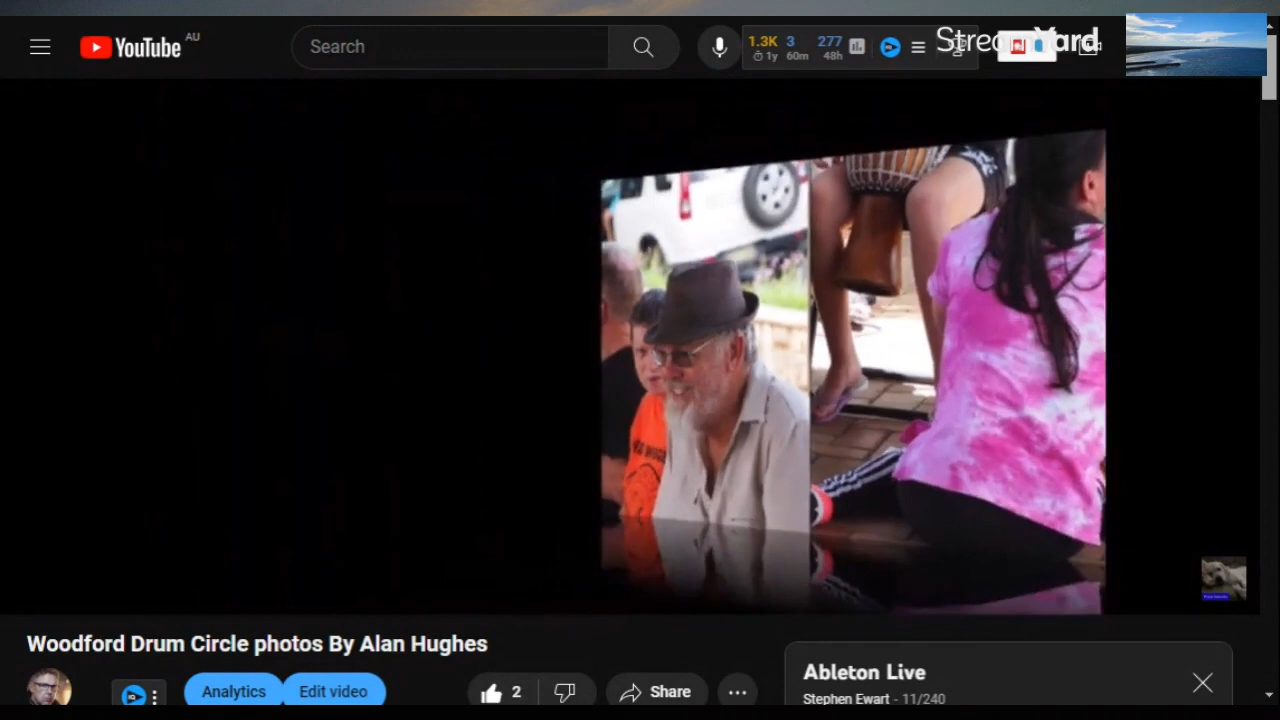 YouTube AU
Search
1.3K 3 277
1y 60m 48h
StreamYard
Woodford Drum Circle photos By Alan Hughes
Analytics
Edit video
2
Share
Ableton Live
Stephen Ewart - 11/240